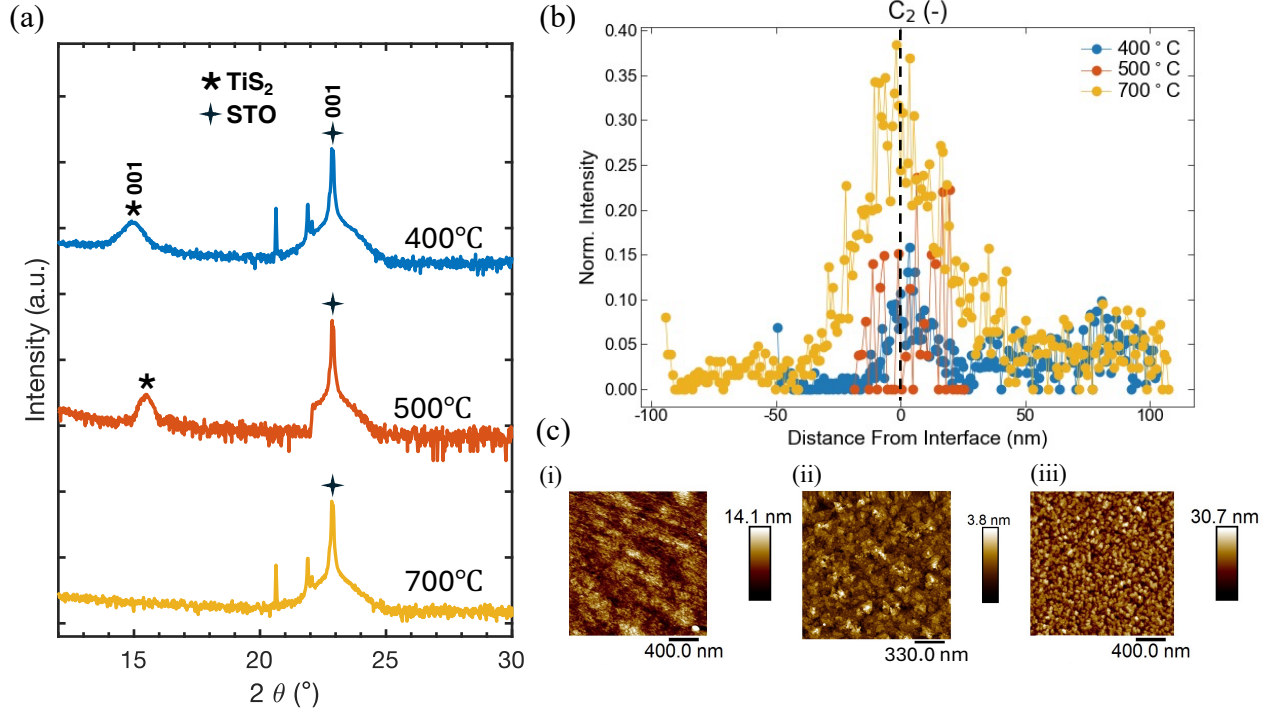 (a)
★ TiS₂
✦ STO
001
001
400°C
500°C
700°C
Intensity (a.u.)
15 20 25 30
2 θ (°)
(b)
C₂ (-)
400 °C
500 °C
700 °C
Norm. Intensity
0.40
0.35
0.30
0.25
0.20
0.15
0.10
0.05
0.00
-100 -50 0 50 100
Distance From Interface (nm)
(c)
(i)
14.1 nm
400.0 nm
(ii)
3.8 nm
330.0 nm
(iii)
30.7 nm
400.0 nm